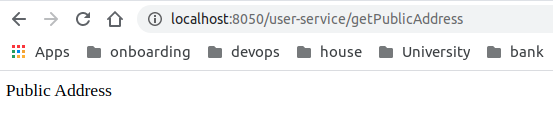 localhost:8050/user-service/getPublicAddress
Apps onboarding devops house University bank
Public Address